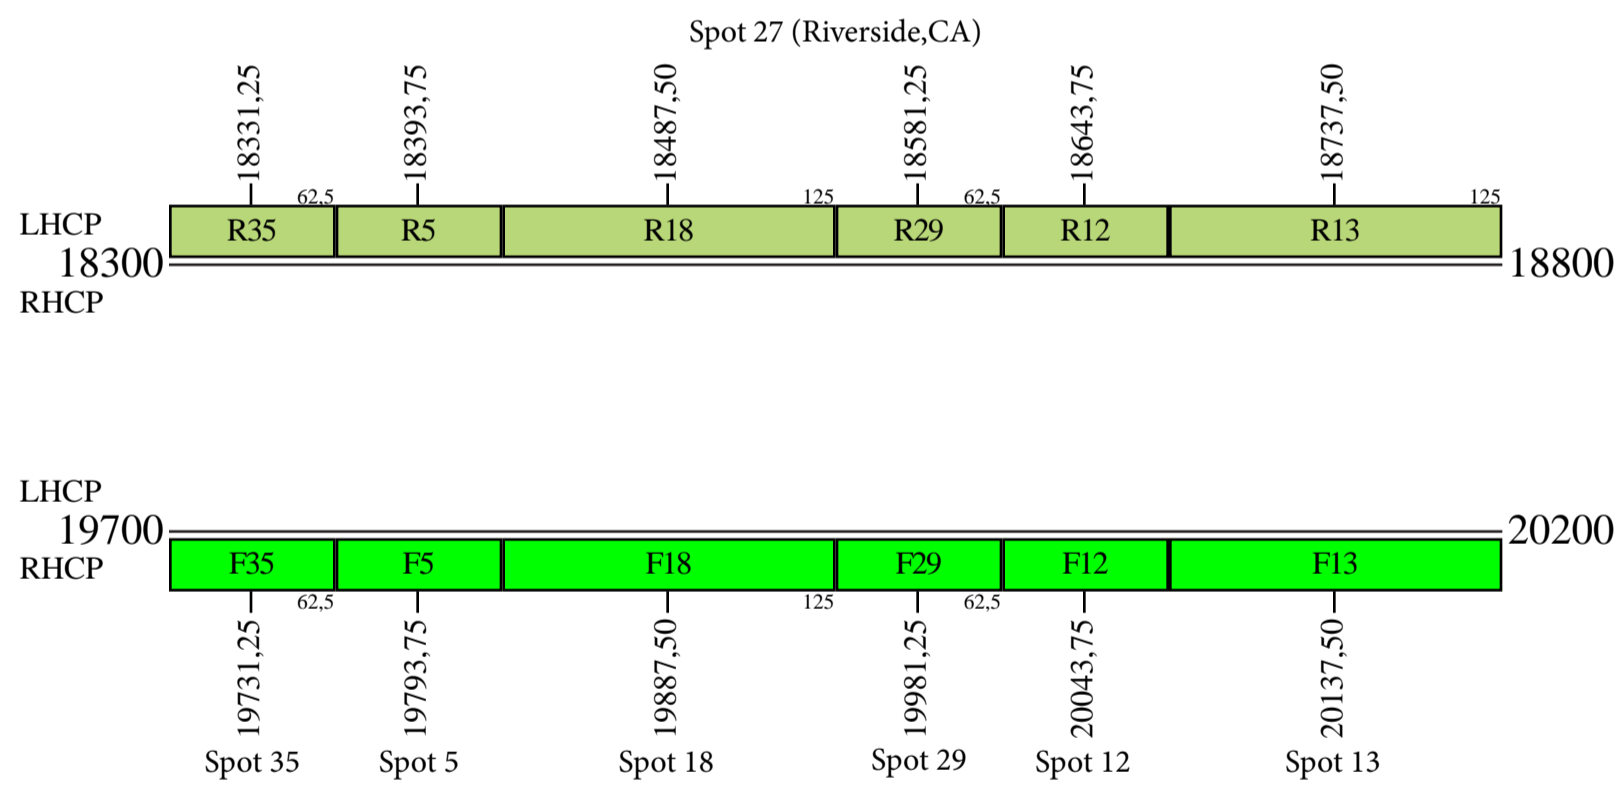 Spot 27 (Riverside,CA)
18331,25 18393,75 18487,50 18581,25 18643,75 18737,50
62,5 125 62,5 125
LHCP R35 R5 R18 R29 R12 R13
18300 18800
RHCP
LHCP
19700 20200
RHCP F35 F5 F18 F29 F12 F13
62,5 125 62,5
19731,25 19793,75 19887,50 19981,25 20043,75 20137,50
Spot 35 Spot 5 Spot 18 Spot 29 Spot 12 Spot 13